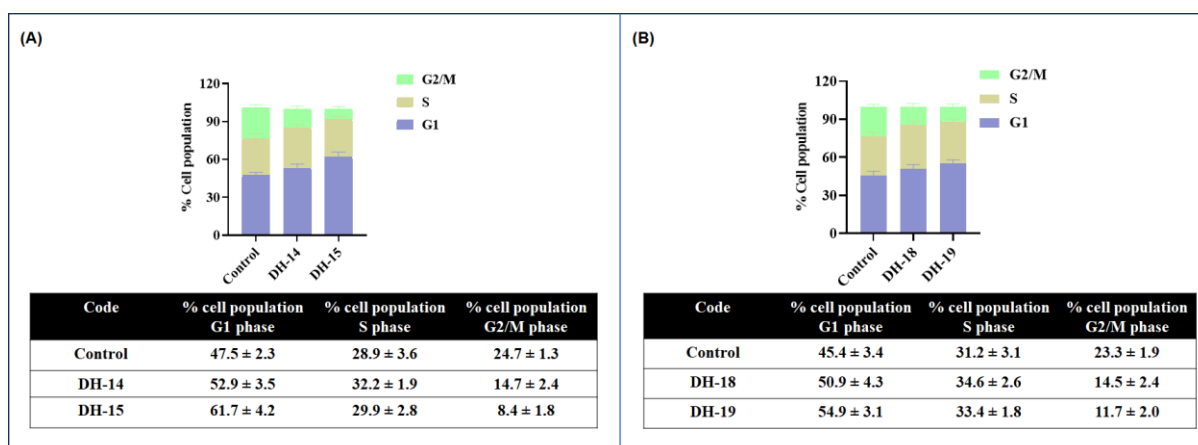 (A)
120
90
60
30
0
% Cell population
G2/M
S
G1
Control
DH-14
DH-15
Code % cell population % cell population % cell population
G1 phase S phase G2/M phase
Control 47.5 ± 2.3 28.9 ± 3.6 24.7 ± 1.3
DH-14 52.9 ± 3.5 32.2 ± 1.9 14.7 ± 2.4
DH-15 61.7 ± 4.2 29.9 ± 2.8 8.4 ± 1.8
(B)
120
90
60
30
0
% Cell population
G2/M
S
G1
Control
DH-18
DH-19
Code % cell population % cell population % cell population
G1 phase S phase G2/M phase
Control 45.4 ± 3.4 31.2 ± 3.1 23.3 ± 1.9
DH-18 50.9 ± 4.3 34.6 ± 2.6 14.5 ± 2.4
DH-19 54.9 ± 3.1 33.4 ± 1.8 11.7 ± 2.0